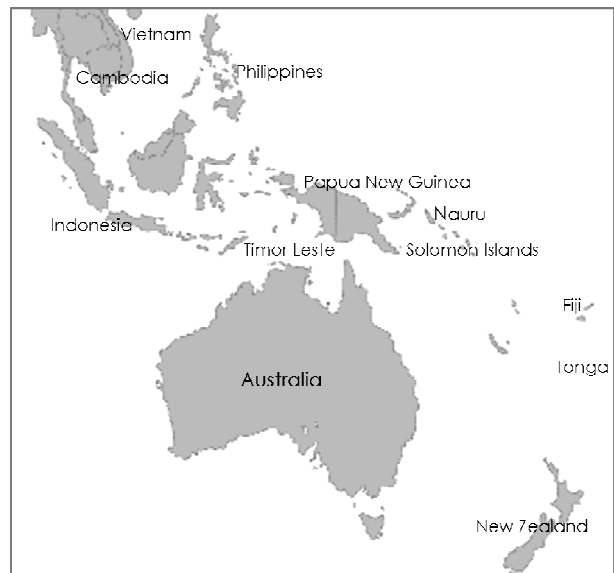 Vietnam
Philippines
Cambodia
Papua New Guinea
Nauru
Indonesia
Timor Leste
Solomon Islands
Fiji
Tonga
Australia
New Zealand